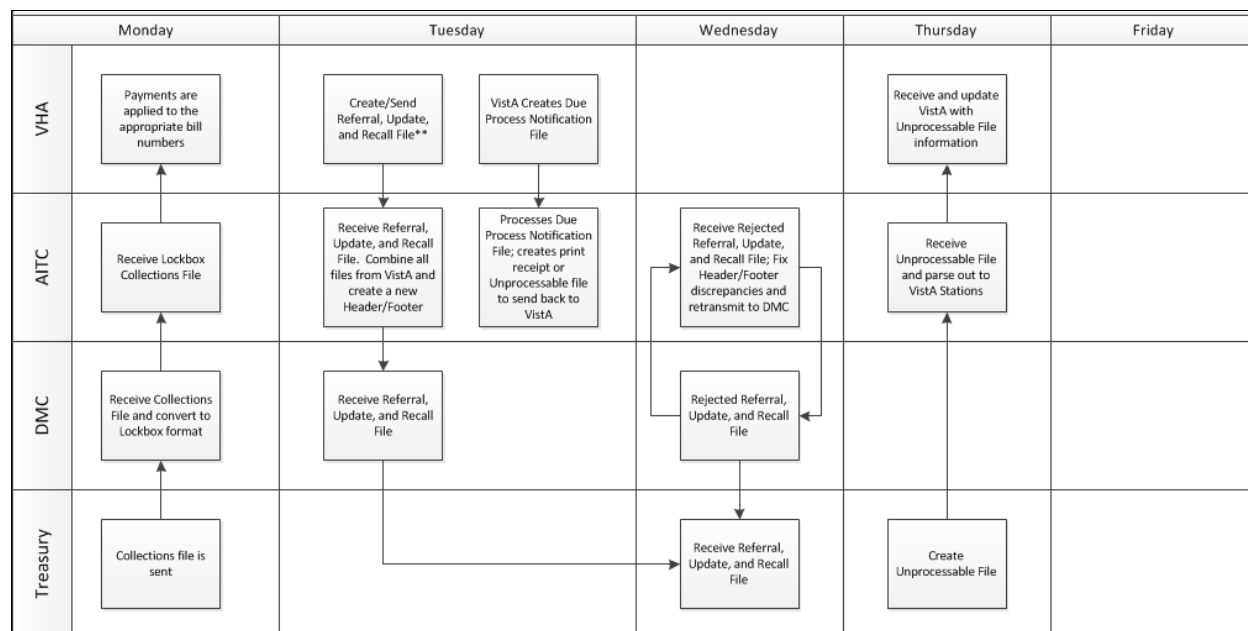 Monday
Tuesday
Wednesday
Thursday
Friday
VHA
Payments are
applied to the
appropriate bill
numbers
Create/Send
Referral, Update,
and Recall File**
VistA Creates Due
Process Notification
File
Receive and update
VistA with
Unprocessable File
information
AITC
Receive Lockbox
Collections File
Receive Referral,
Update, and Recall
File.  Combine all
files from VistA and
create a new
Header/Footer
Processes Due
Process Notification
File; creates print
receipt or
Unprocessable file
to send back to
VistA
Receive Rejected
Referral, Update,
and Recall File; Fix
Header/Footer
discrepancies and
retransmit to DMC
Receive
Unprocessable File
and parse out to
VistA Stations
DMC
Receive Collections
File and convert to
Lockbox format
Receive Referral,
Update, and Recall
File
Rejected Referral,
Update, and Recall
File
Treasury
Collections file is
sent
Receive Referral,
Update, and Recall
File
Create
Unprocessable File